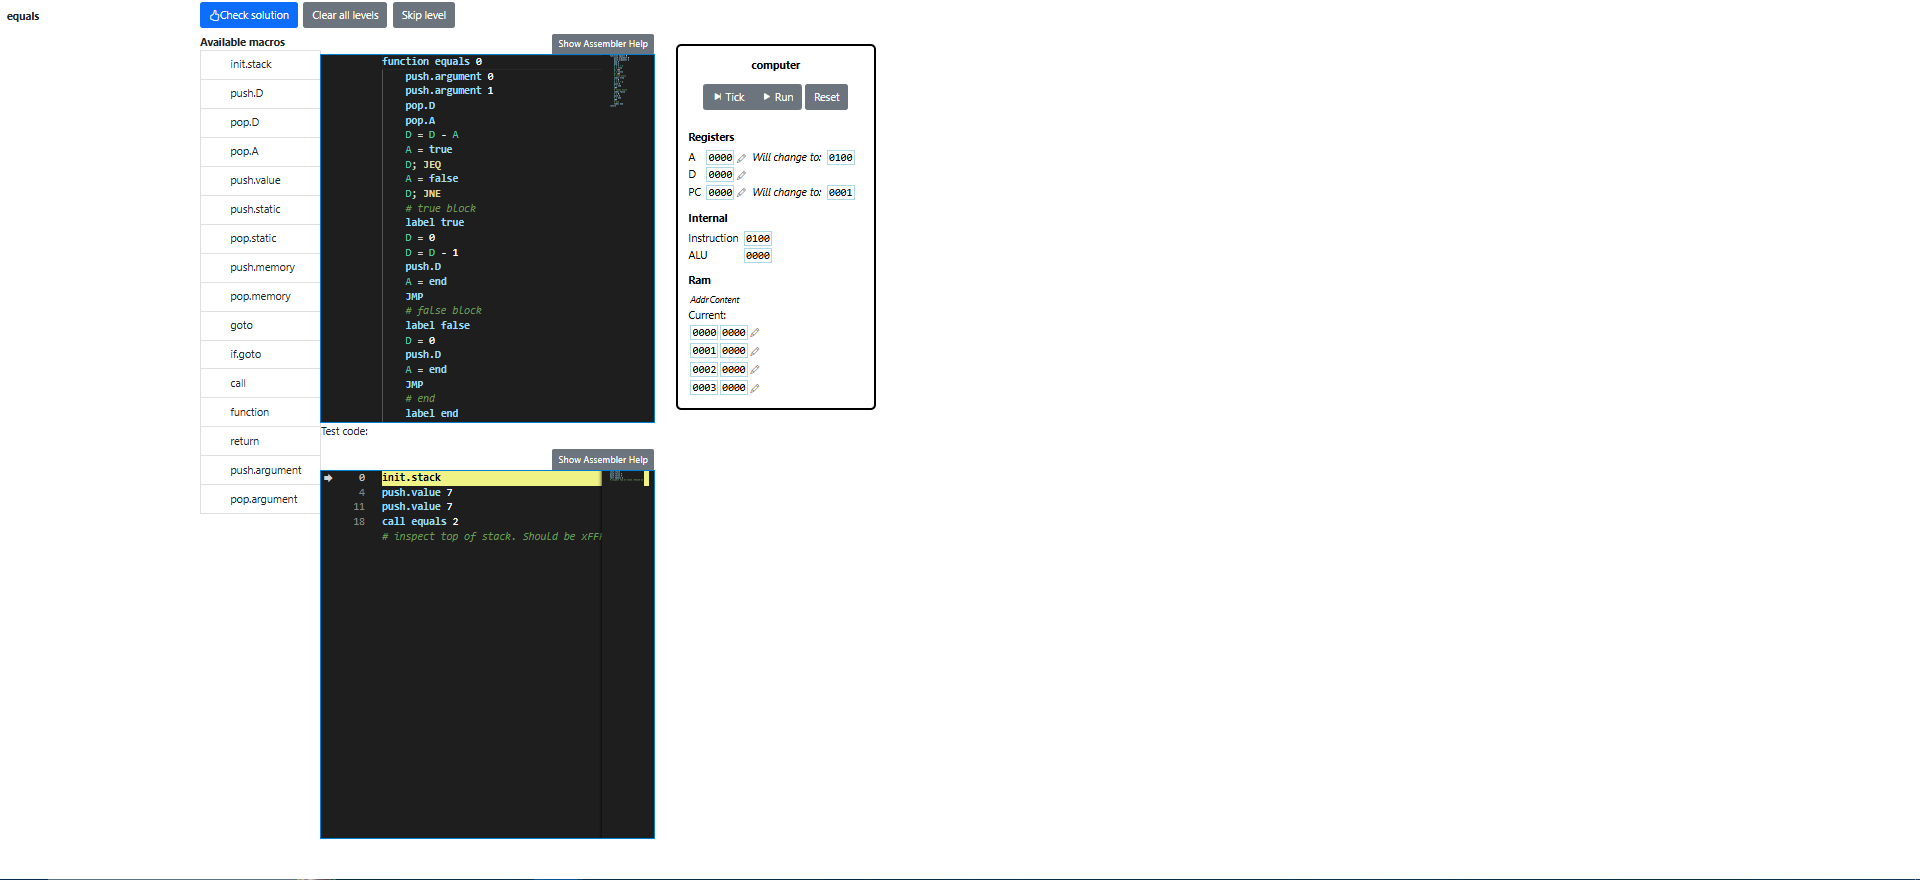 equals
Check solution
Clear all levels
Skip level
Available macros
init.stack
push.D
pop.D
pop.A
push.value
push.static
pop.static
push.memory
pop.memory
goto
if.goto
call
function
return
push.argument
pop.argument
Show Assembler Help
function equals 0
push.argument 0
push.argument 1
pop.D
pop.A
D = D - A
A = true
D; JEQ
A = false
D; JNE
# true block
label true
D = 0
D = D - 1
push.D
A = end
JMP
# false block
label false
D = 0
push.D
A = end
JMP
# end
label end
Test code:
Show Assembler Help
0 init.stack
4 push.value 7
11 push.value 7
18 call equals 2
# inspect top of stack. Should be xFF
computer
Tick
Run
Reset
Registers
A 0000 Will change to: 0100
D 0000
PC 0000 Will change to: 0001
Internal
Instruction 0100
ALU 0000
Ram
Addr Content
Current:
0000 0000
0001 0000
0002 0000
0003 0000